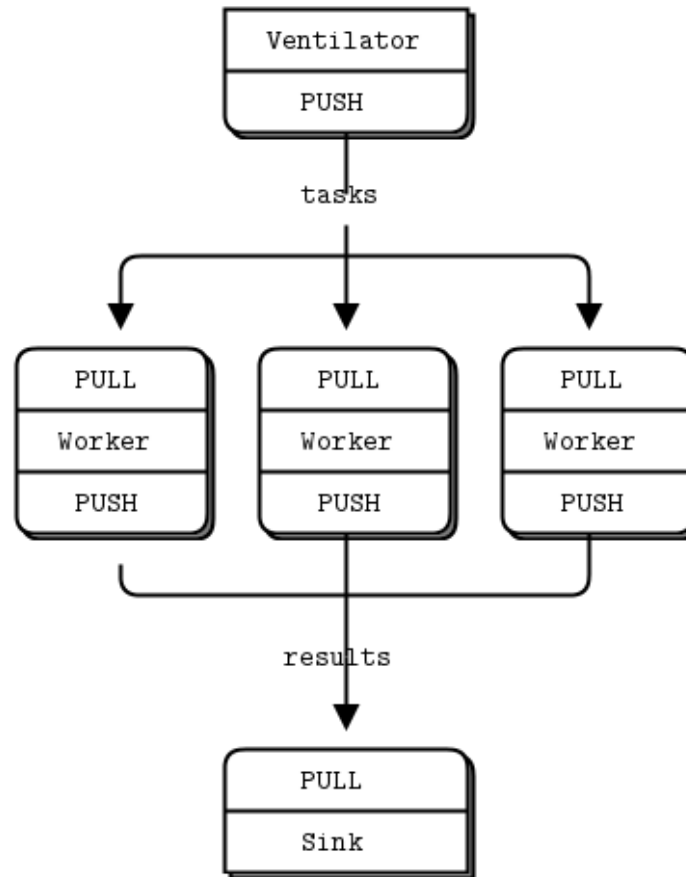 Ventilator
PUSH
tasks
PULL PULL PULL
Worker Worker Worker
PUSH PUSH PUSH
results
PULL
Sink